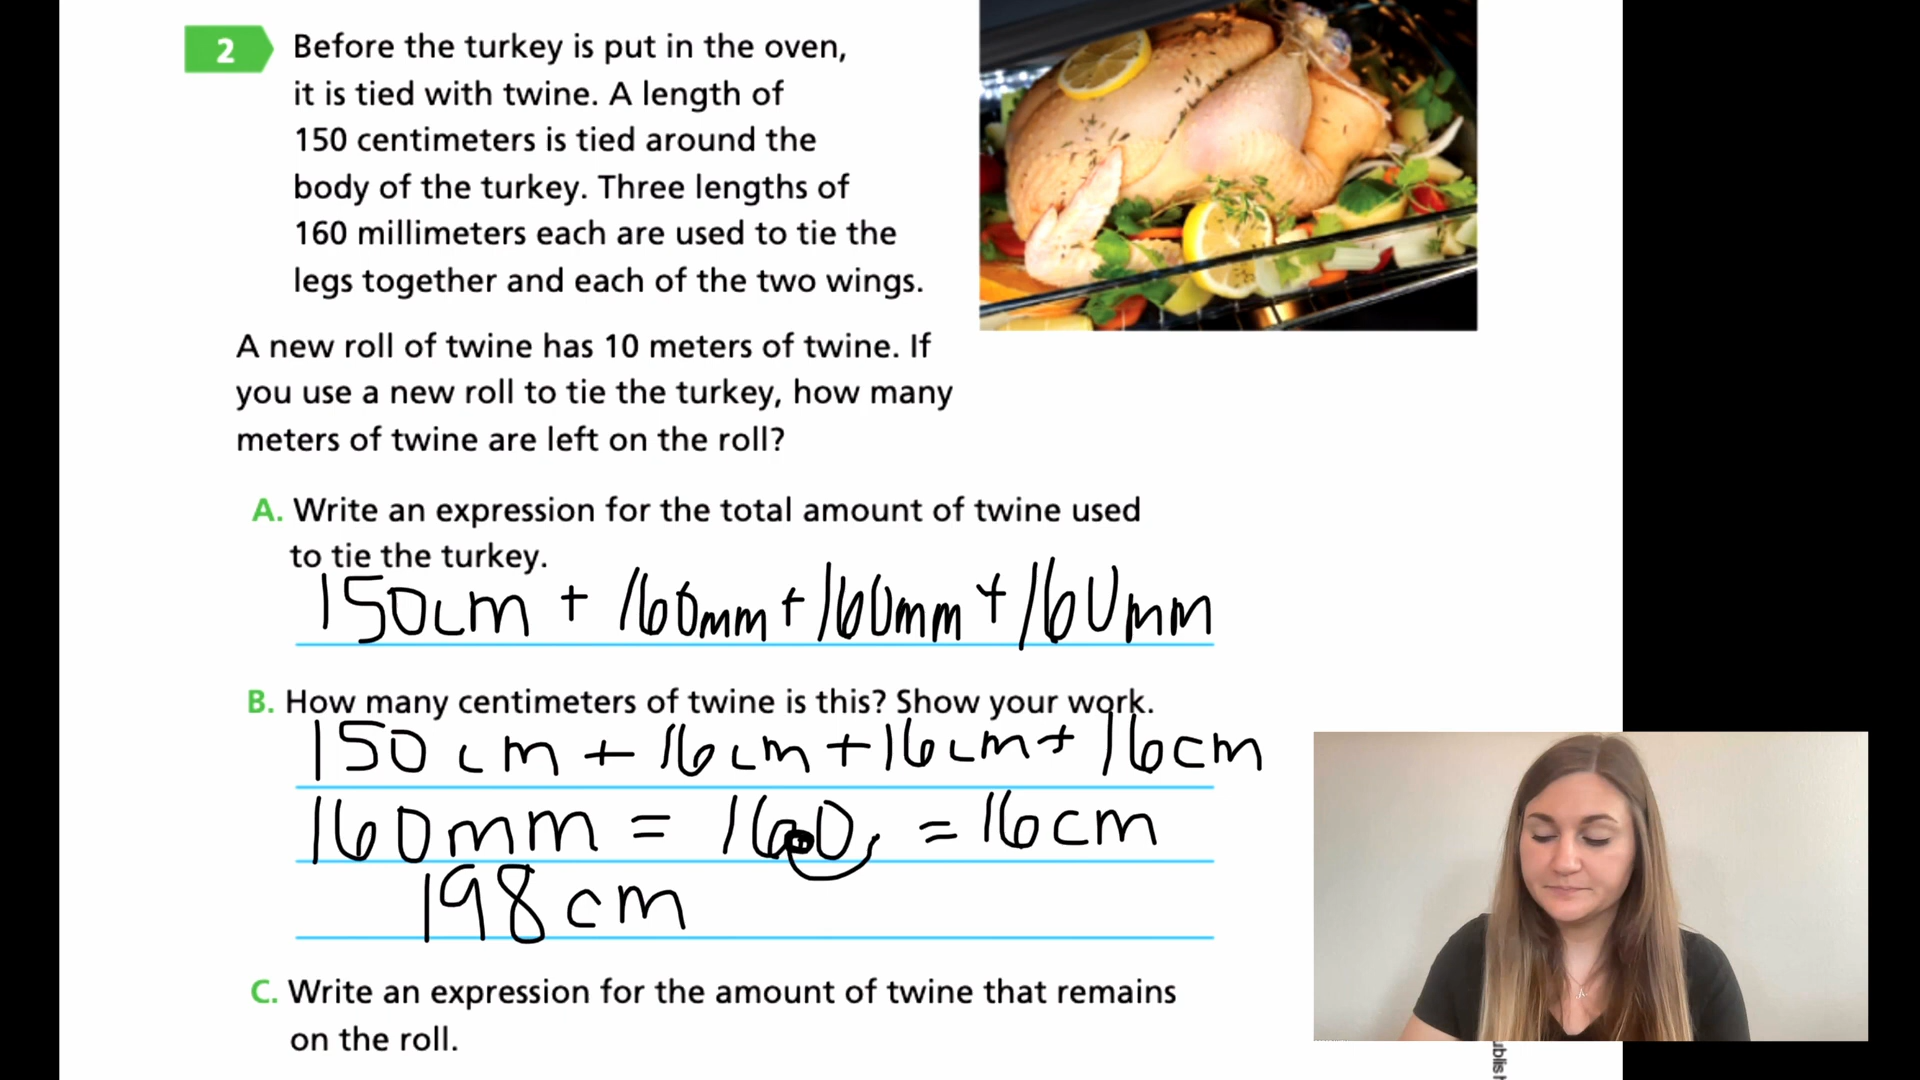 2
Before the turkey is put in the oven,
it is tied with twine. A length of
150 centimeters is tied around the
body of the turkey. Three lengths of
160 millimeters each are used to tie the
legs together and each of the two wings.
A new roll of twine has 10 meters of twine. If
you use a new roll to tie the turkey, how many
meters of twine are left on the roll?
A. Write an expression for the total amount of twine used
to tie the turkey.
150cm + 160mm + 160mm + 160mm
B. How many centimeters of twine is this? Show your work.
150 cm + 16cm + 16cm + 16cm
160mm = 16.0. = 16cm
198cm
C. Write an expression for the amount of twine that remains
on the roll.